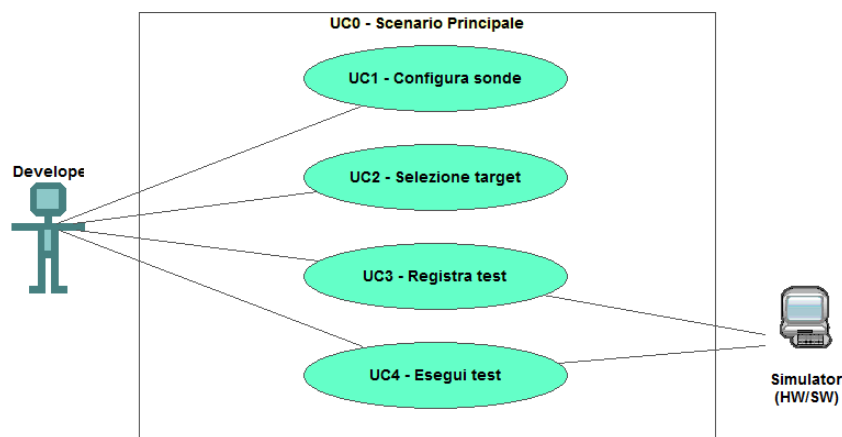 UC0 - Scenario Principale
UC1 - Configura sonde
Develope
UC2 - Selezione target
UC3 - Registra test
UC4 - Esegui test
Simulator
(HW/SW)